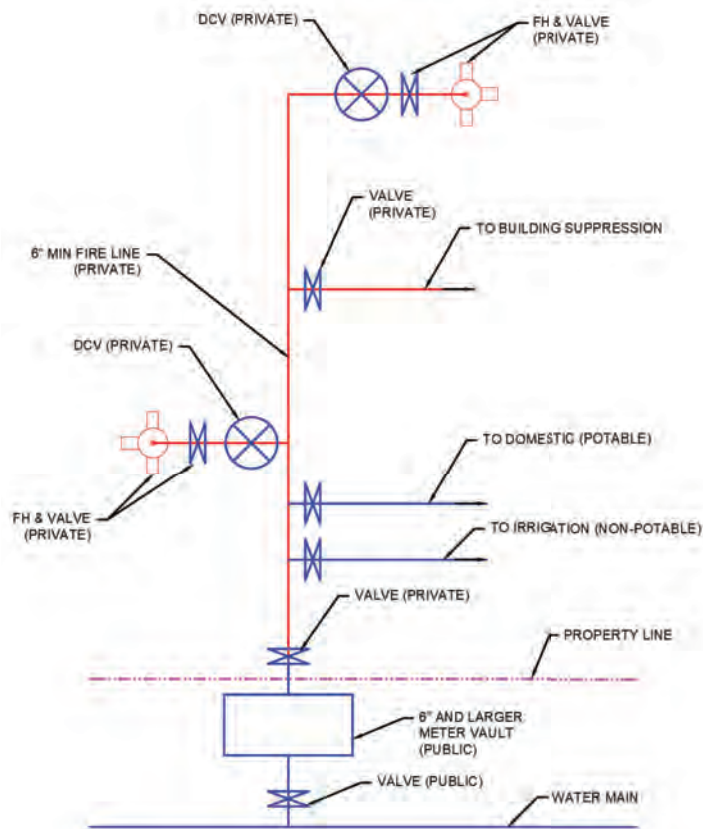 DCV (PRIVATE)
FH & VALVE
(PRIVATE)
VALVE
(PRIVATE)
TO BUILDING SUPPRESSION
6" MIN FIRE LINE
(PRIVATE)
DCV (PRIVATE)
TO DOMESTIC (POTABLE)
FH & VALVE
(PRIVATE)
TO IRRIGATION (NON-POTABLE)
VALVE (PRIVATE)
PROPERTY LINE
6" AND LARGER
METER VAULT
(PUBLIC)
VALVE (PUBLIC)
WATER MAIN